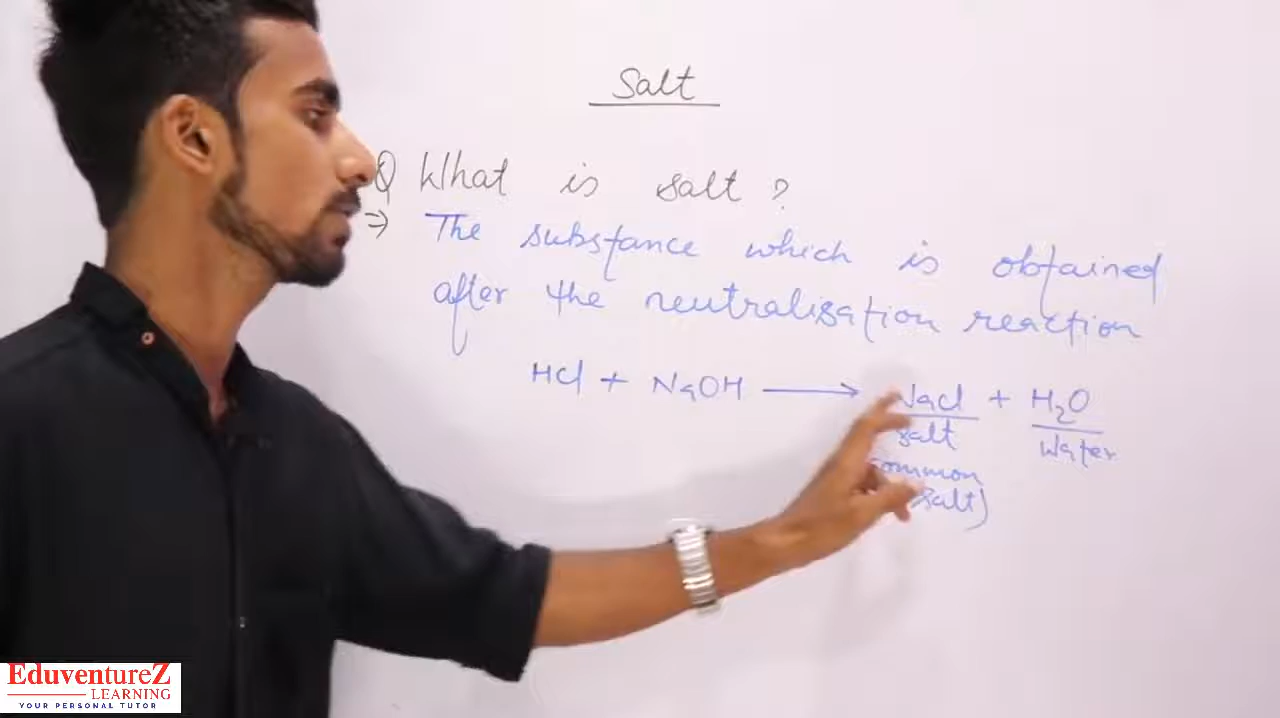 Salt
Q What is salt?
⇒ The substance which is obtained
after the neutralisation reaction
HCl + NaOH ⟶ NaCl + H₂O
salt water
common
salt)
EduventureZ
LEARNING
YOUR PERSONAL TUTOR